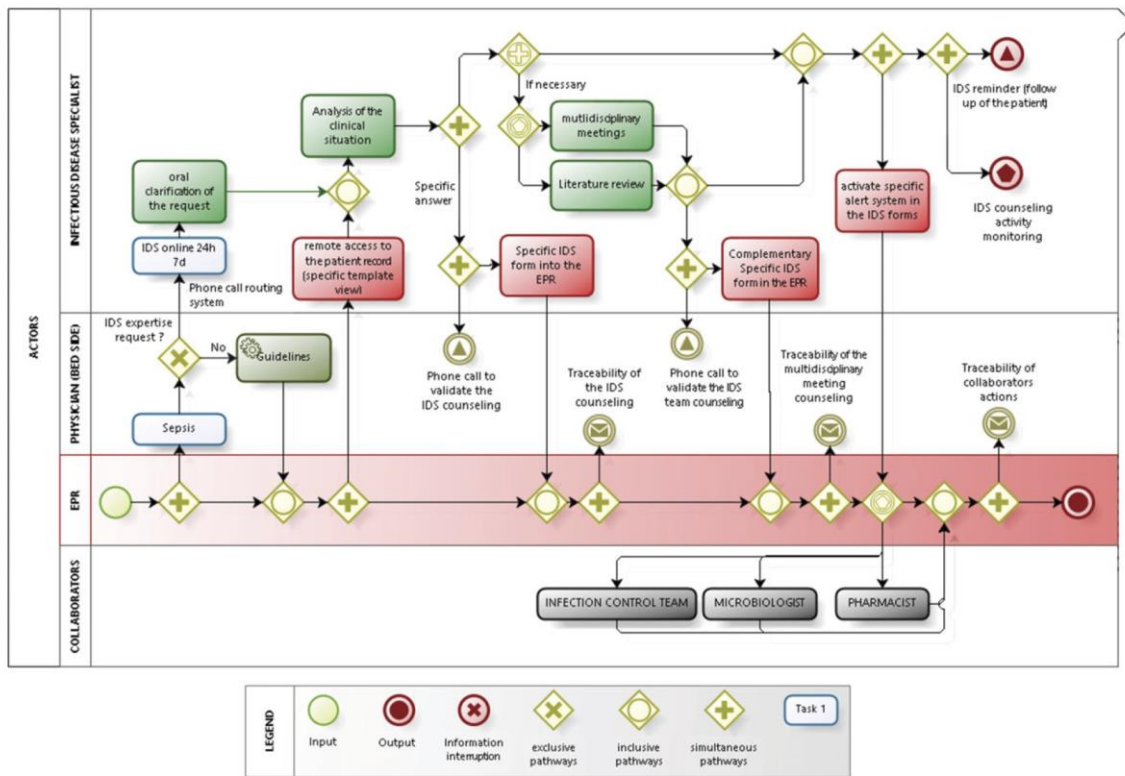 ACTORS
INFECTIOUS DISEASE SPECIALIST
If necessary
IDS reminder (follow
up of the patient)
Analysis of the
clinical
situation
mutlidisciplinary
meetings
Literature review
Specific
answer
oral
clarification of
the request
activate specific
alert system in
the IDS forms
IDS counseling
activity
monitoring
IDS online 24h
7d
remote access to
the patient record
(specific template
view)
Specific IDS
form into the
EPR
Complementary
Specific IDS
form in the EPR
Phone call routing
system
PHYSICIAN (BED SIDE)
IDS expertise
request ?
No
Guidelines
Phone call to
validate the
IDS counseling
Traceability of
the IDS
counseling
Phone call to
validate the IDS
team counseling
Traceability of the
multidisciplinary
meeting
counseling
Traceability of
collaborators
actions
Sepsis
EPR
COLLABORATORS
INFECTION CONTROL TEAM
MICROBIOLOGIST
PHARMACIST
LEGEND
Input
Output
Information
interruption
exclusive
pathways
inclusive
pathways
simultaneous
pathways
Task 1